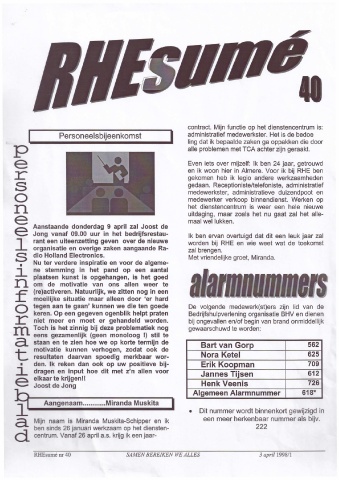 RHEsumé
40
personeelsinformatieblad
Personeelsbijeenkomst
Aanstaande donderdag 9 april zal Joost de
Jong vanaf 09.00 uur in het bedrijfsrestau-
rant een uiteenzetting geven over de nieuwe
organisatie en overige zaken aangaande Ra-
dio Holland Electronics.
Nu ter verdere inspiratie en voor de algeme-
ne stemming in het pand op een aantal
plaatsen kunst is opgehangen, is het goed
om de motivatie van ons allen weer te
(re)activeren. Natuurlijk, we zitten nog in een
moeilijke situatie maar alleen door 'er hard
tegen aan te gaan' kunnen we die ten goede
keren. Op een gegeven ogenblik helpt praten
niet meer en moet er gehandeld worden.
Toch is het zinnig bij deze problematiek nog
eens gezamenlijk (geen monoloog !) stil te
staan en te zien hoe we op korte termijn de
motivatie kunnen verhogen, zodat ook de
resultaten daarvan spoedig merkbaar wor-
den. Ik reken dan ook op uw positieve bij-
dragen en input hoe dit met z'n allen voor
elkaar te krijgen!!
Joost de Jong
Aangenaam...........Miranda Muskita
Mijn naam is Miranda Muskita-Schipper en ik
ben sinds 26 januari werkzaam op het diensten-
centrum. Vanaf 26 april a.s. krijg ik een jaar-
contract. Mijn functie op het dienstencentrum is:
administratief medewerkster. Het is de bedoe
ling dat ik bepaalde zaken ga oppakken die door
alle problemen met TCA achter zijn geraakt.
Even iets over mijzelf: Ik ben 24 jaar, getrouwd
en ik woon hier in Almere. Voor ik bij RHE ben
gekomen heb ik legio andere werkzaamheden
gedaan. Receptioniste/telefoniste, administratief
medewerkster, administratief duizendpoot en
medewerker verkoop binnendienst. Werken op
het dienstencentrum is weer een hele nieuwe
uitdaging, maar zoals het nu gaat zal het alle-
maal wel lukken.
Ik ben ervan overtuigd dat dit een leuk jaar zal
worden bij RHE en wie weet wat de toekomst
zal brengen.
Met vriendelijke groet, Miranda.
alarmnummers
De volgende medewerk(st)ers zijn lid van de
Bedrijfshulpverlening organisation BHV en dienen
bij ongevallen en/of begin van brand onmiddellijk
gewaarschuwd te worden:
Bart van Gorp 562
Nora Ketel 625
Erik Koopman 709
Jannes Tijsen 612
Henk Veenis 726
Algemeen Alarmnummer 618*
• Dit nummer wordt binnenkort gewijzigd in
een meer herkenbaar nummer als bijv.
222
RHEsumé nr 40 SAMEN BEREIKEN WE ALLES 3 april 1998/1